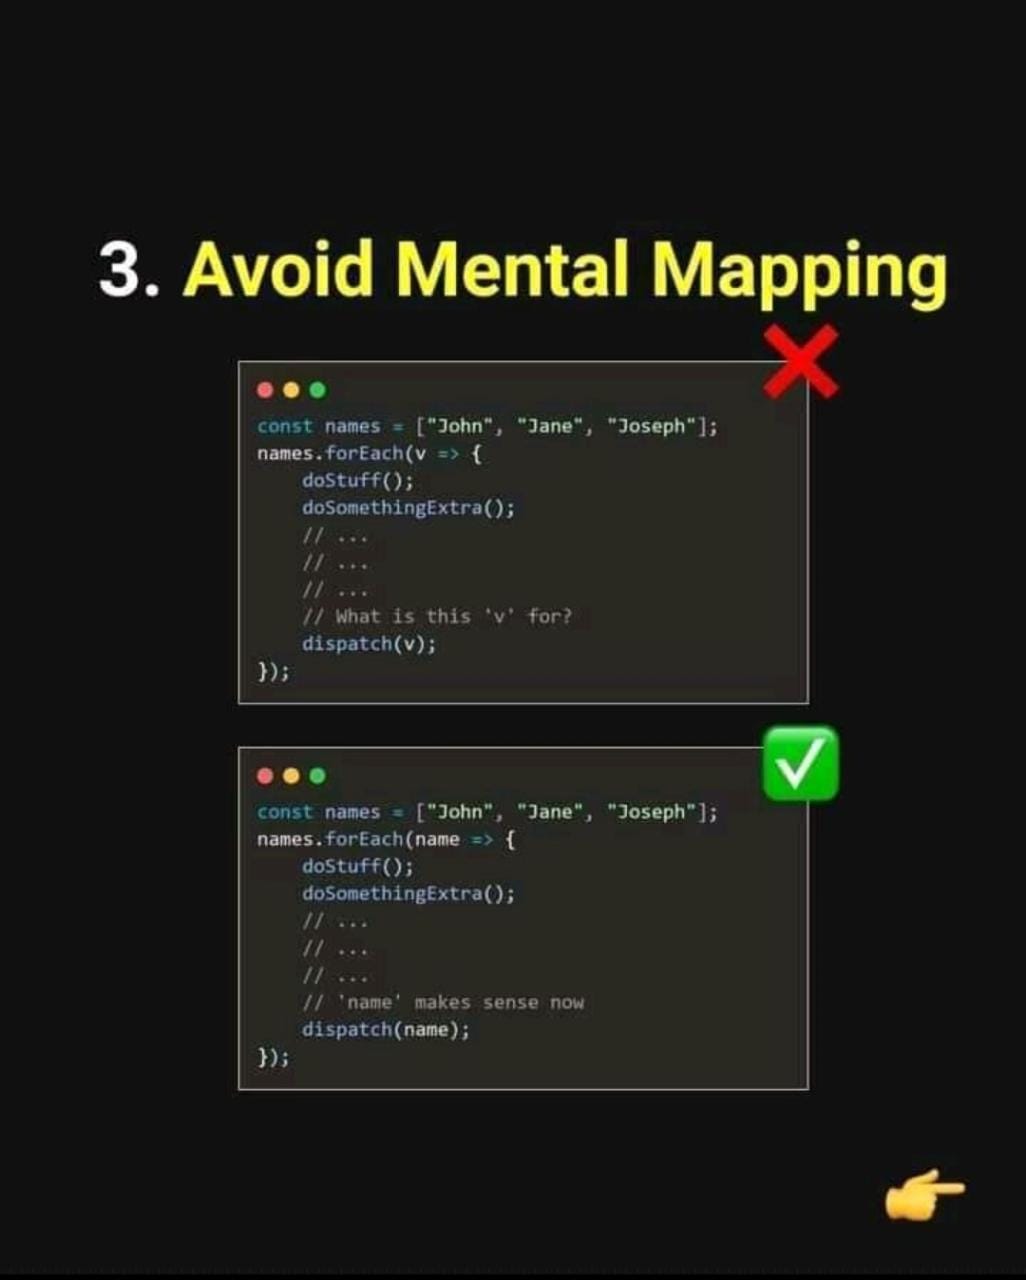 3. Avoid Mental Mapping
const names = ["John", "Jane", "Joseph"];
names.forEach(v => {
    doStuff();
    doSomethingExtra();
    // ...
    // ...
    // ...
    // What is this 'v' for?
    dispatch(v);
});
const names = ["John", "Jane", "Joseph"];
names.forEach(name => {
    doStuff();
    doSomethingExtra();
    // ...
    // ...
    // ...
    // 'name' makes sense now
    dispatch(name);
});